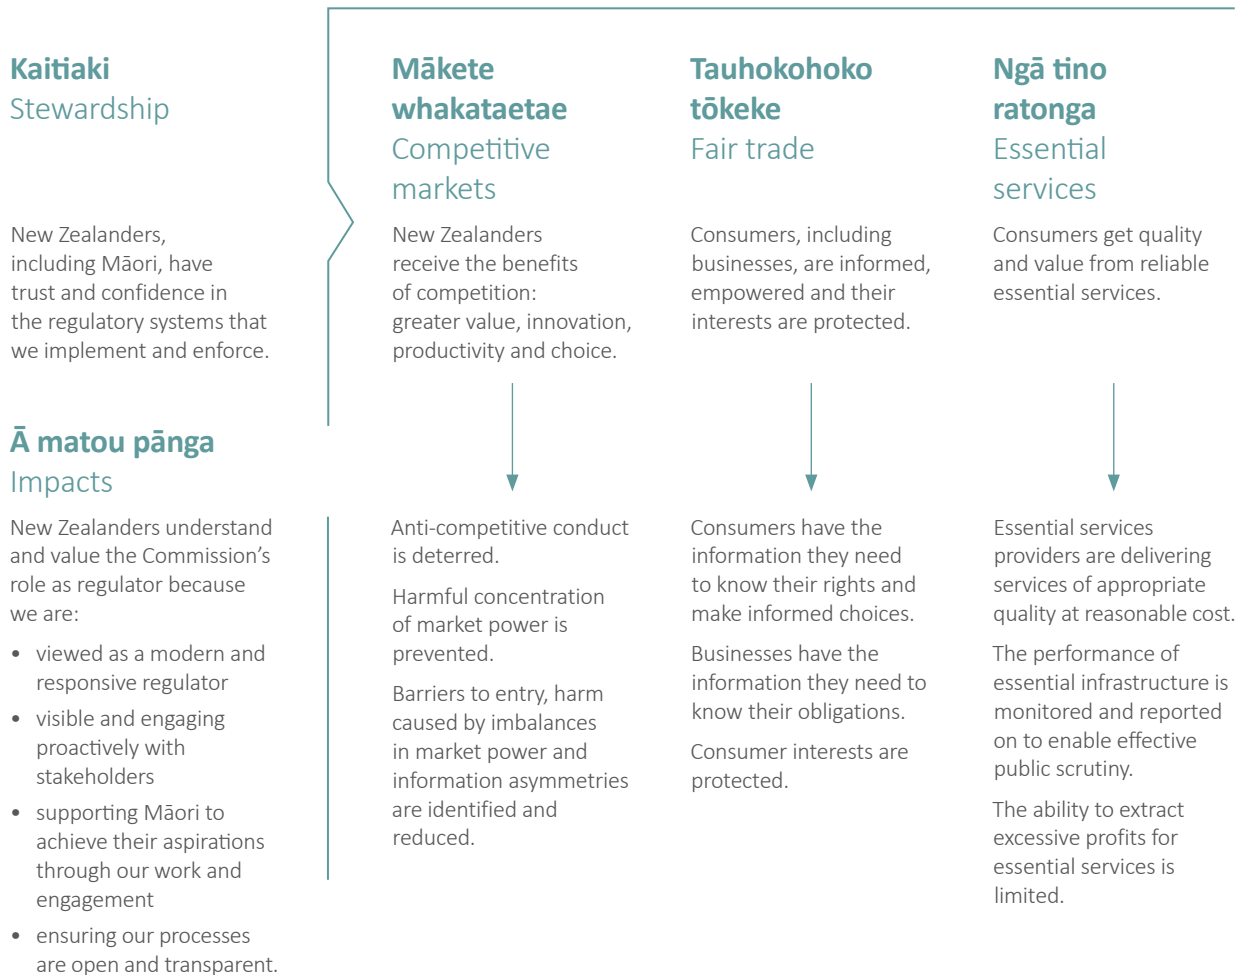 Kaitiaki
Stewardship
New Zealanders,
including Māori, have
trust and confidence in
the regulatory systems that
we implement and enforce.
Ā matou pānga
Impacts
New Zealanders understand
and value the Commission’s
role as regulator because
we are:
• viewed as a modern and
responsive regulator
• visible and engaging
proactively with
stakeholders
• supporting Māori to
achieve their aspirations
through our work and
engagement
• ensuring our processes
are open and transparent.
Mākete
whakataetae
Competitive
markets
New Zealanders
receive the benefits
of competition:
greater value, innovation,
productivity and choice.
Anti-competitive conduct
is deterred.
Harmful concentration
of market power is
prevented.
Barriers to entry, harm
caused by imbalances
in market power and
information asymmetries
are identified and
reduced.
Tauhokohoko
tōkeke
Fair trade
Consumers, including
businesses, are informed,
empowered and their
interests are protected.
Consumers have the
information they need
to know their rights and
make informed choices.
Businesses have the
information they need to
know their obligations.
Consumer interests are
protected.
Ngā tino
ratonga
Essential
services
Consumers get quality
and value from reliable
essential services.
Essential services
providers are delivering
services of appropriate
quality at reasonable cost.
The performance of
essential infrastructure is
monitored and reported
on to enable effective
public scrutiny.
The ability to extract
excessive profits for
essential services is
limited.